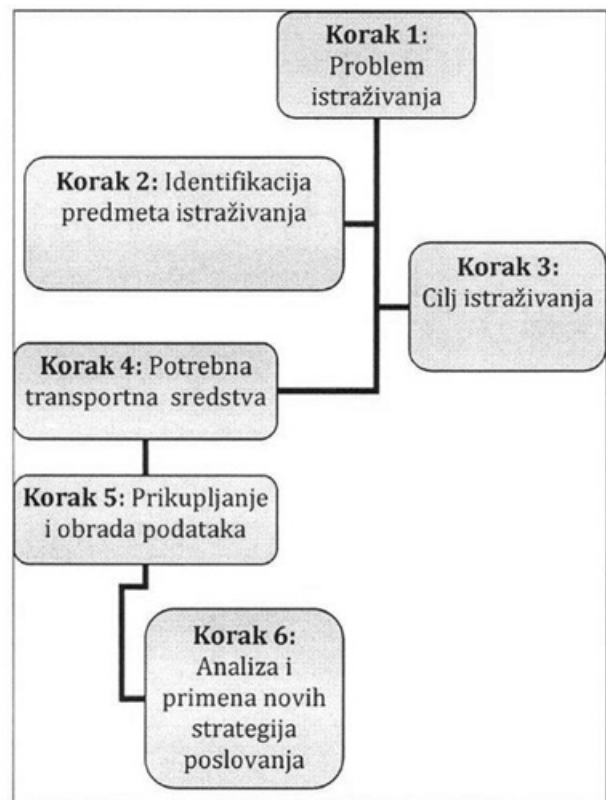 Korak 1:
Problem
istraživanja
Korak 2: Identifikacija
predmeta istraživanja
Korak 3:
Cilj istraživanja
Korak 4: Potrebna
transportna sredstva
Korak 5: Prikupljanje
i obrada podataka
Korak 6:
Analiza i
primena novih
strategija
poslovanja